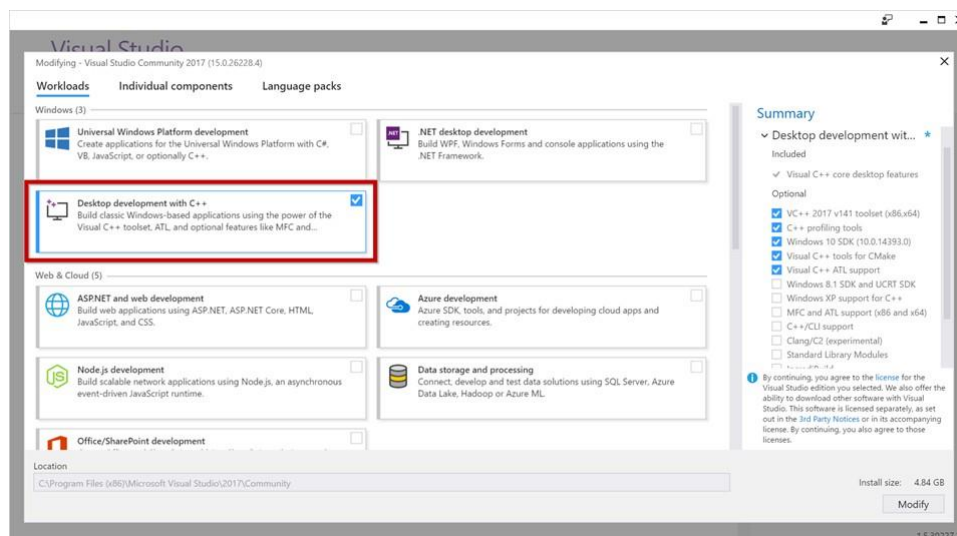 Visual Studio
Modifying - Visual Studio Community 2017 (15.0.26228.4)
Workloads Individual components Language packs
Windows (3)
Universal Windows Platform development
Create applications for the Universal Windows Platform with C#,
VB, JavaScript, or optionally C++.
.NET desktop development
Build WPF, Windows Forms and console applications using the
.NET Framework.
Desktop development with C++
Build classic Windows-based applications using the power of the
Visual C++ toolset, ATL, and optional features like MFC and...
Web & Cloud (5)
ASP.NET and web development
Build web applications using ASP.NET, ASP.NET Core, HTML,
JavaScript, and CSS.
Azure development
Azure SDK, tools, and projects for developing cloud apps and
creating resources.
Node.js development
Build scalable network applications using Node.js, an asynchronous
event-driven JavaScript runtime.
Data storage and processing
Connect, develop and test data solutions using SQL Server, Azure
Data Lake, Hadoop or Azure ML.
Office/SharePoint development
Summary
Desktop development wit... *
Included
Visual C++ core desktop features
Optional
VC++ 2017 v141 toolset (x86,x64)
C++ profiling tools
Windows 10 SDK (10.0.14393.0)
Visual C++ tools for CMake
Visual C++ ATL support
Windows 8.1 SDK and UCRT SDK
Windows XP support for C++
MFC and ATL support (x86 and x64)
C++/CLI support
Clang/C2 (experimental)
Standard Library Modules
By continuing, you agree to the license for the
Visual Studio edition you selected. We also offer the
ability to download other software with Visual
Studio. This software is licensed separately, as set
out in the 3rd Party Notices or in its accompanying
license. By continuing, you also agree to those
licenses.
Location
C:\Program Files (x86)\Microsoft Visual Studio\2017\Community
Install size: 4.84 GB
Modify